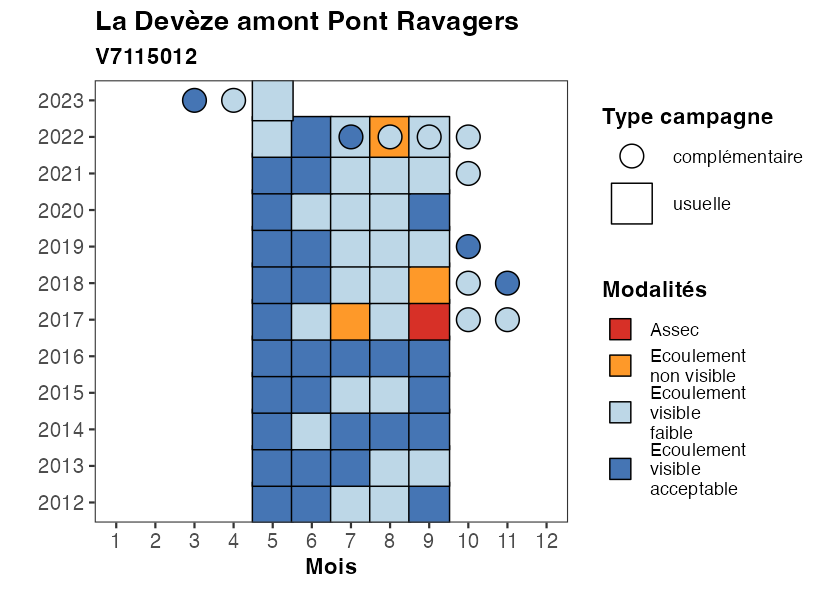 La Devèze amont Pont Ravagers
V7115012
2023
2022
2021
2020
2019
2018
2017
2016
2015
2014
2013
2012
1 2 3 4 5 6 7 8 9 10 11 12
Mois
Type campagne
complémentaire
usuelle
Modalités
Assec
Ecoulement
non visible
Ecoulement
visible
faible
Ecoulement
visible
acceptable